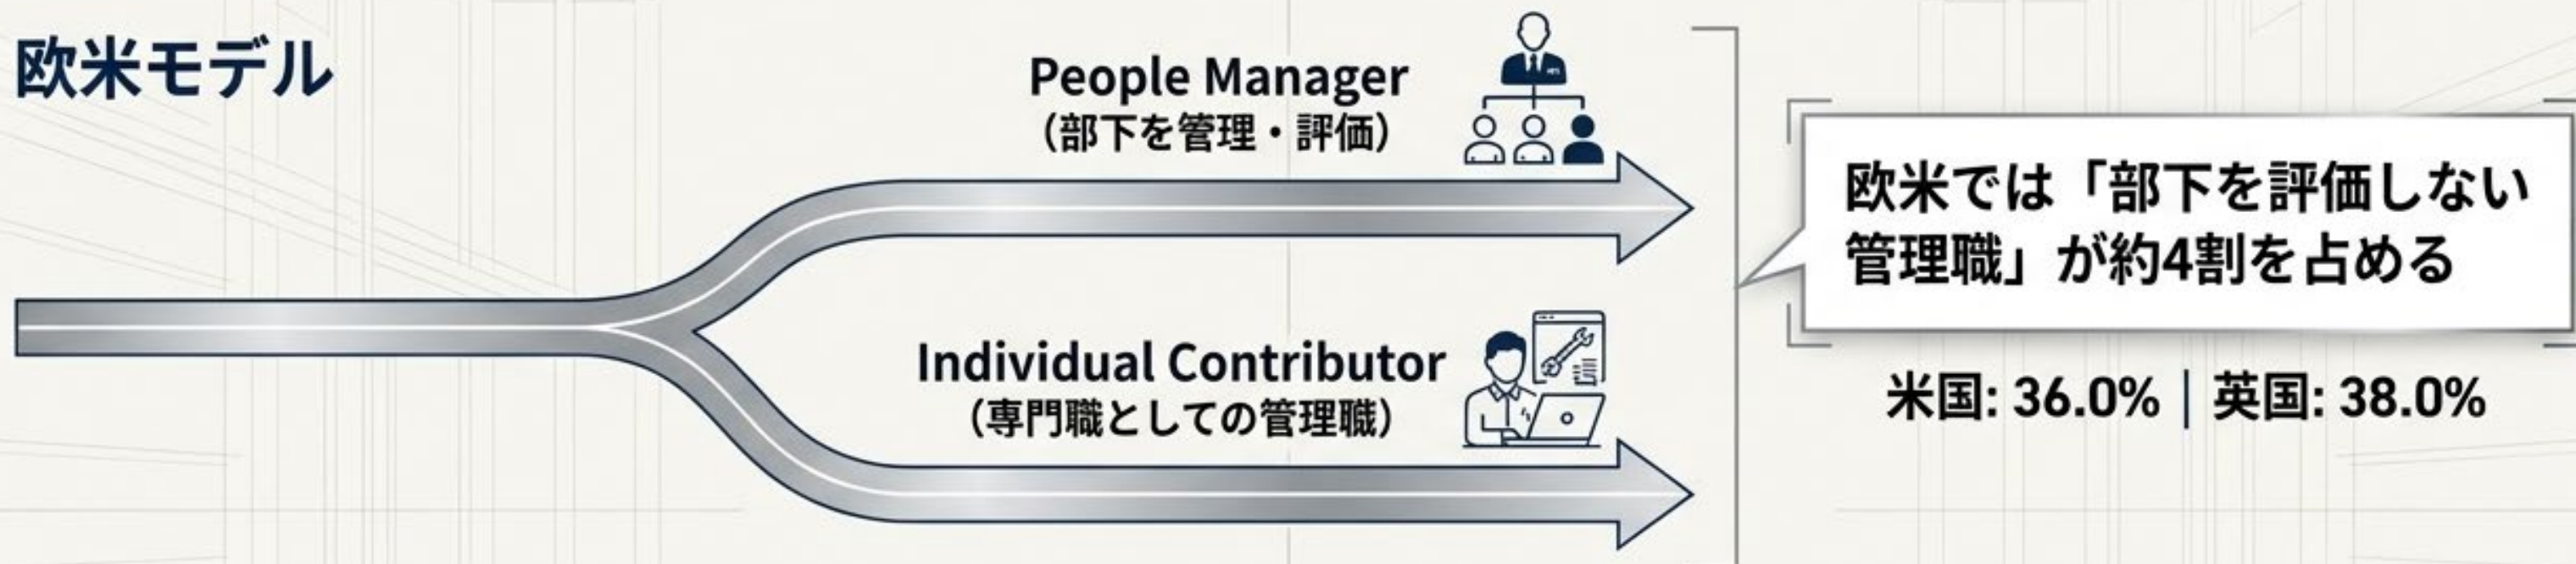 欧米モデル
People Manager
（部下を管理・評価）
Individual Contributor
（専門職としての管理職）
欧米では「部下を評価しない
管理職」が約4割を占める
米国: 36.0% | 英国: 38.0%